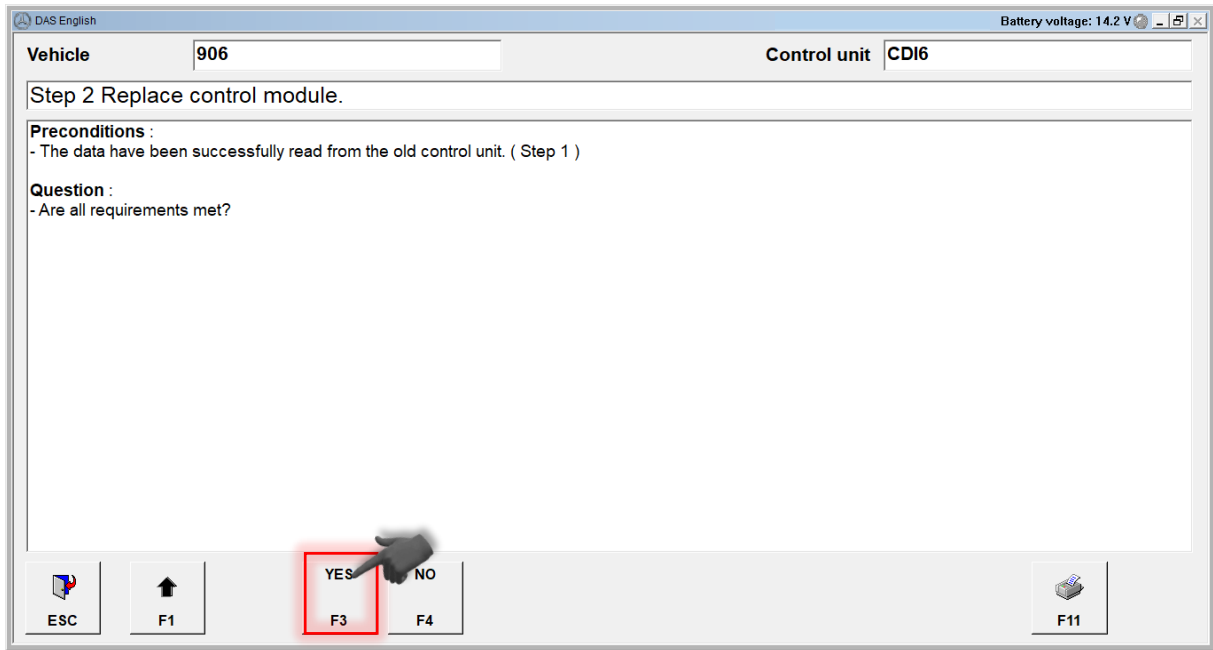 DAS English
Battery voltage: 14.2 V
Vehicle
906
Control unit
CDI6
Step 2 Replace control module.
Preconditions :
- The data have been successfully read from the old control unit. ( Step 1 )
Question :
- Are all requirements met?
YES
NO
ESC
F1
F3
F4
F11